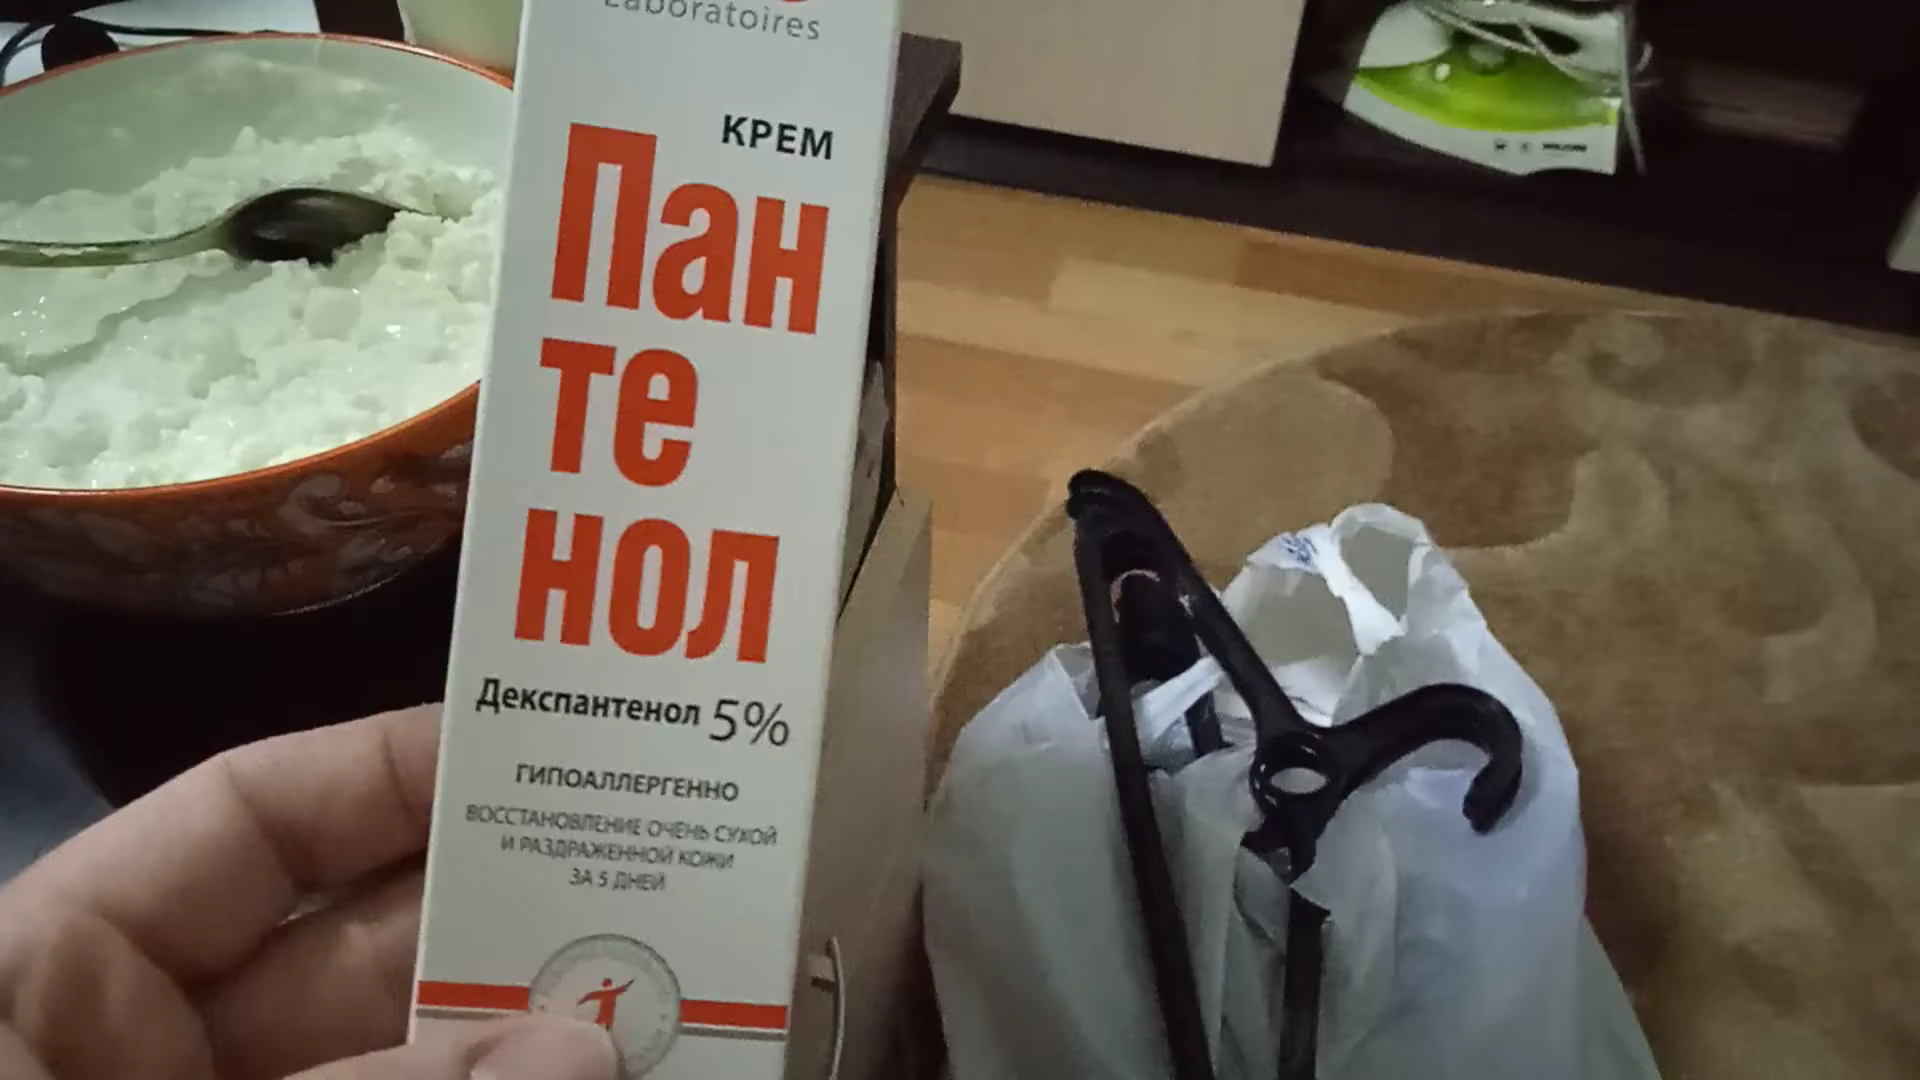 Laboratoires
КРЕМ
Пан
те
нол
Декспантенол 5%
ГИПОАЛЛЕРГЕННО
ВОССТАНОВЛЕНИЕ ОЧЕНЬ СУХОЙ
И РАЗДРАЖЕННОЙ КОЖИ
ЗА 5 ДНЕЙ